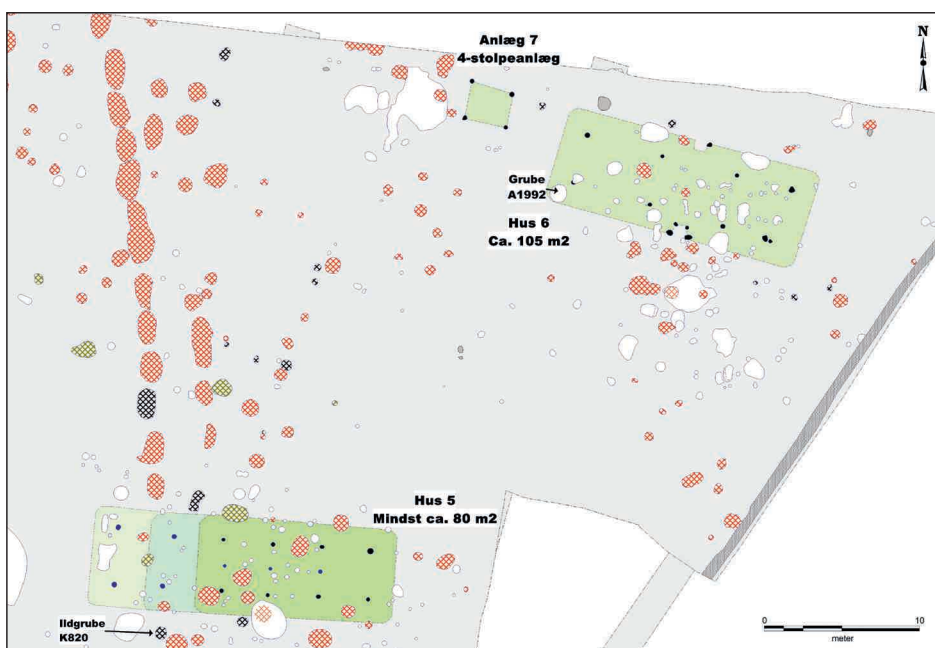 Anlæg 7
4-stolpeanlæg
N
Grube
A1992
Hus 6
Ca. 105 m2
Hus 5
Mindst ca. 80 m2
Ildgrube
K820
0 10
meter